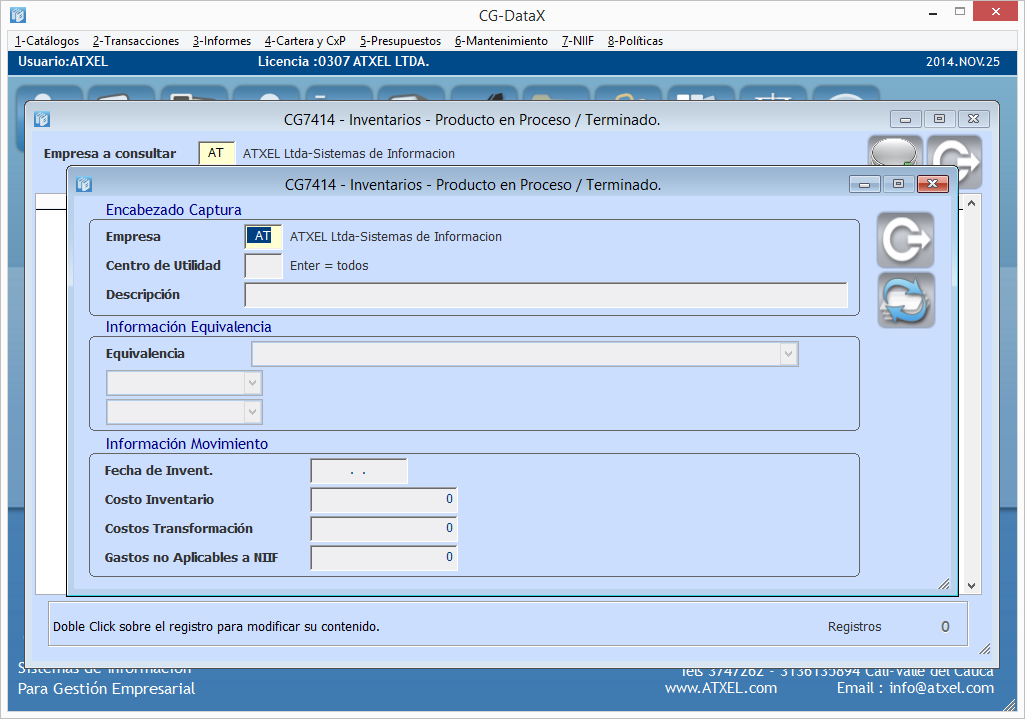 CG-DataX
1-Catálogos 2-Transacciones 3-Informes 4-Cartera y CxP 5-Presupuestos 6-Mantenimiento 7-NIIF 8-Políticas
Usuario:ATXEL Licencia :0307 ATXEL LTDA. 2014.NOV.25
CG7414 - Inventarios - Producto en Proceso / Terminado.
Empresa a consultar AT ATXEL Ltda-Sistemas de Informacion
CG7414 - Inventarios - Producto en Proceso / Terminado.
Encabezado Captura
Empresa AT ATXEL Ltda-Sistemas de Informacion
Centro de Utilidad Enter = todos
Descripción
Información Equivalencia
Equivalencia
Información Movimiento
Fecha de Invent. . .
Costo Inventario 0
Costos Transformación 0
Gastos no Aplicables a NIIF 0
Doble Click sobre el registro para modificar su contenido. Registros 0
Sistemas de Información Tels 3747262 - 3136135894 Cali-Valle del Cauca
Para Gestión Empresarial www.ATXEL.com Email : info@atxel.com